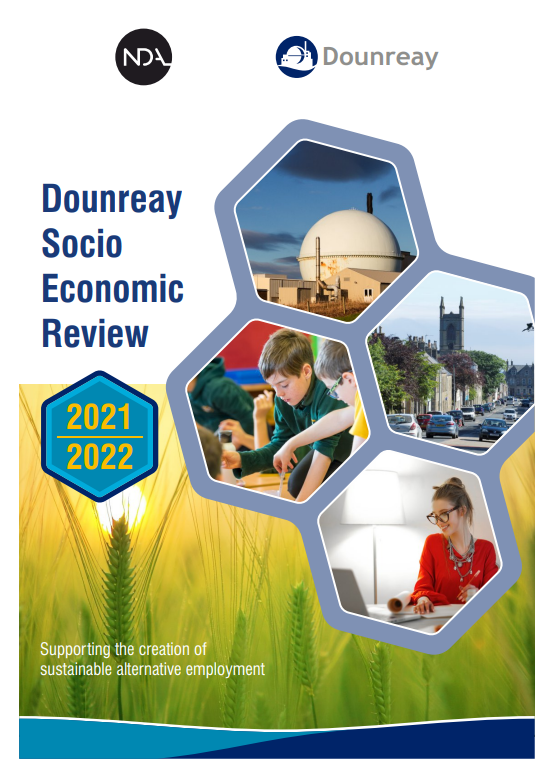 NDA
Dounreay
Dounreay
Socio
Economic
Review
2021
2022
Supporting the creation of
sustainable alternative employment